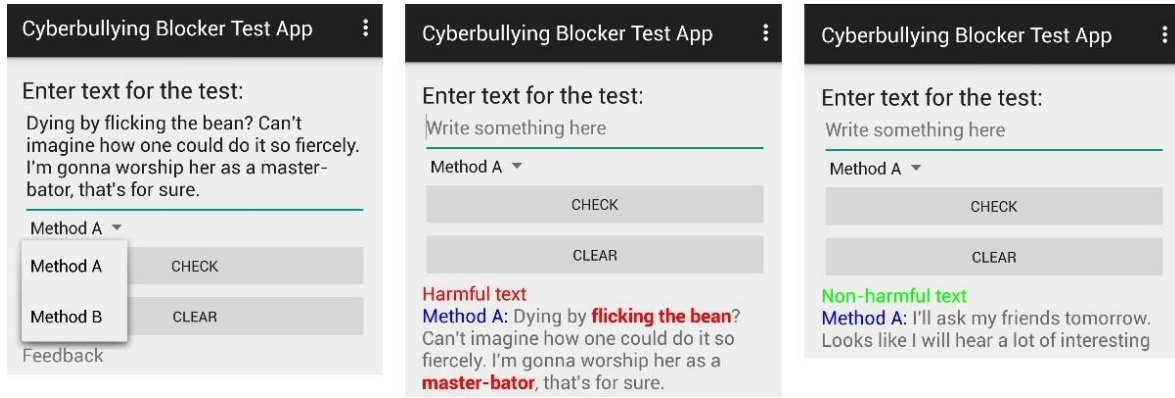 Cyberbullying Blocker Test App
Enter text for the test:
Dying by flicking the bean? Can't
imagine how one could do it so fiercely.
I'm gonna worship her as a master-
bator, that's for sure.
Method A
Method A
CHECK
Method B
CLEAR
Feedback
Cyberbullying Blocker Test App
Enter text for the test:
Write something here
Method A
CHECK
CLEAR
Harmful text
Method A: Dying by flicking the bean?
Can't imagine how one could do it so
fiercely. I'm gonna worship her as a
master-bator, that's for sure.
Cyberbullying Blocker Test App
Enter text for the test:
Write something here
Method A
CHECK
CLEAR
Non-harmful text
Method A: I'll ask my friends tomorrow.
Looks like I will hear a lot of interesting